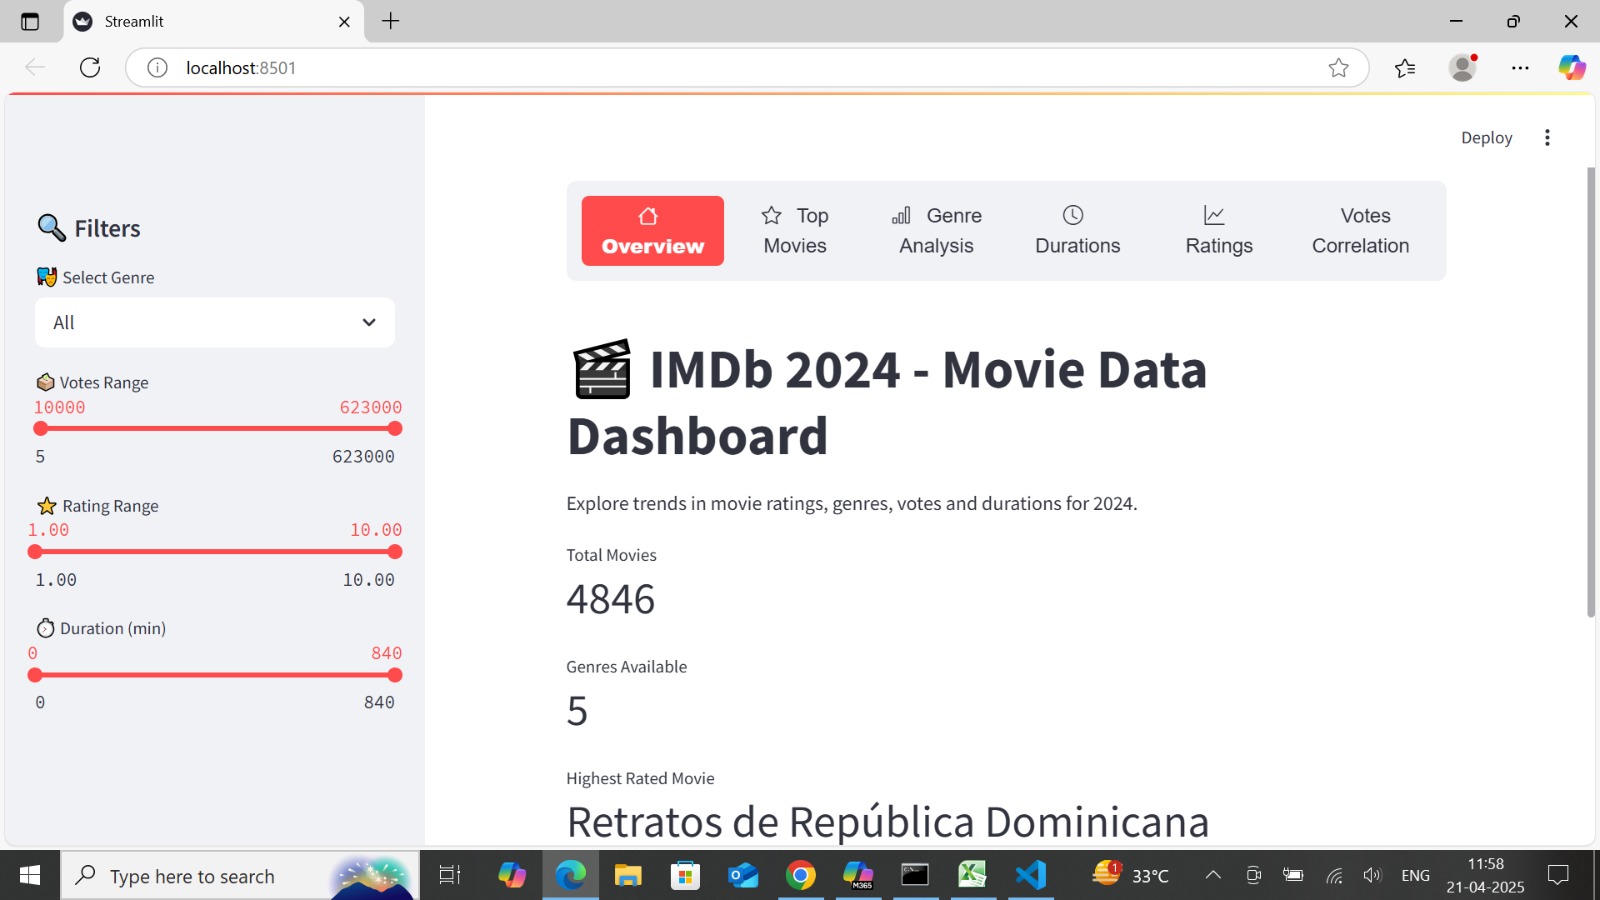 Streamlit
localhost:8501
Deploy
Filters
Select Genre
All
Votes Range
10000 623000
5 623000
Rating Range
1.00 10.00
1.00 10.00
Duration (min)
0 840
0 840
Overview
Top
Movies
Genre
Analysis
Durations
Ratings
Votes
Correlation
IMDb 2024 - Movie Data
Dashboard
Explore trends in movie ratings, genres, votes and durations for 2024.
Total Movies
4846
Genres Available
5
Highest Rated Movie
Retratos de República Dominicana
Type here to search
M365
1
33°C
ENG
11:58
21-04-2025